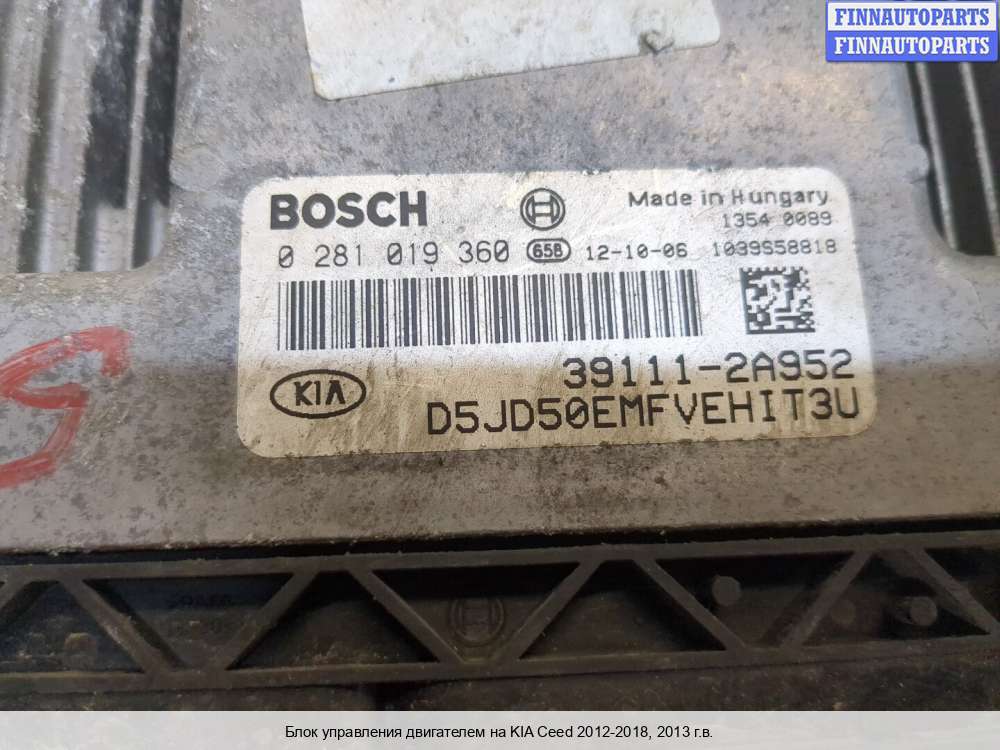 FINNAUTOPARTS
FINNAUTOPARTS
BOSCH
Made in Hungary
1354 0089
0 281 019 360 65B 12-10-06 1039S58818
39111-2A952
KIA
D5JD50EMFVEHIT3U
Блок управления двигателем на KIA Ceed 2012-2018, 2013 г.в.